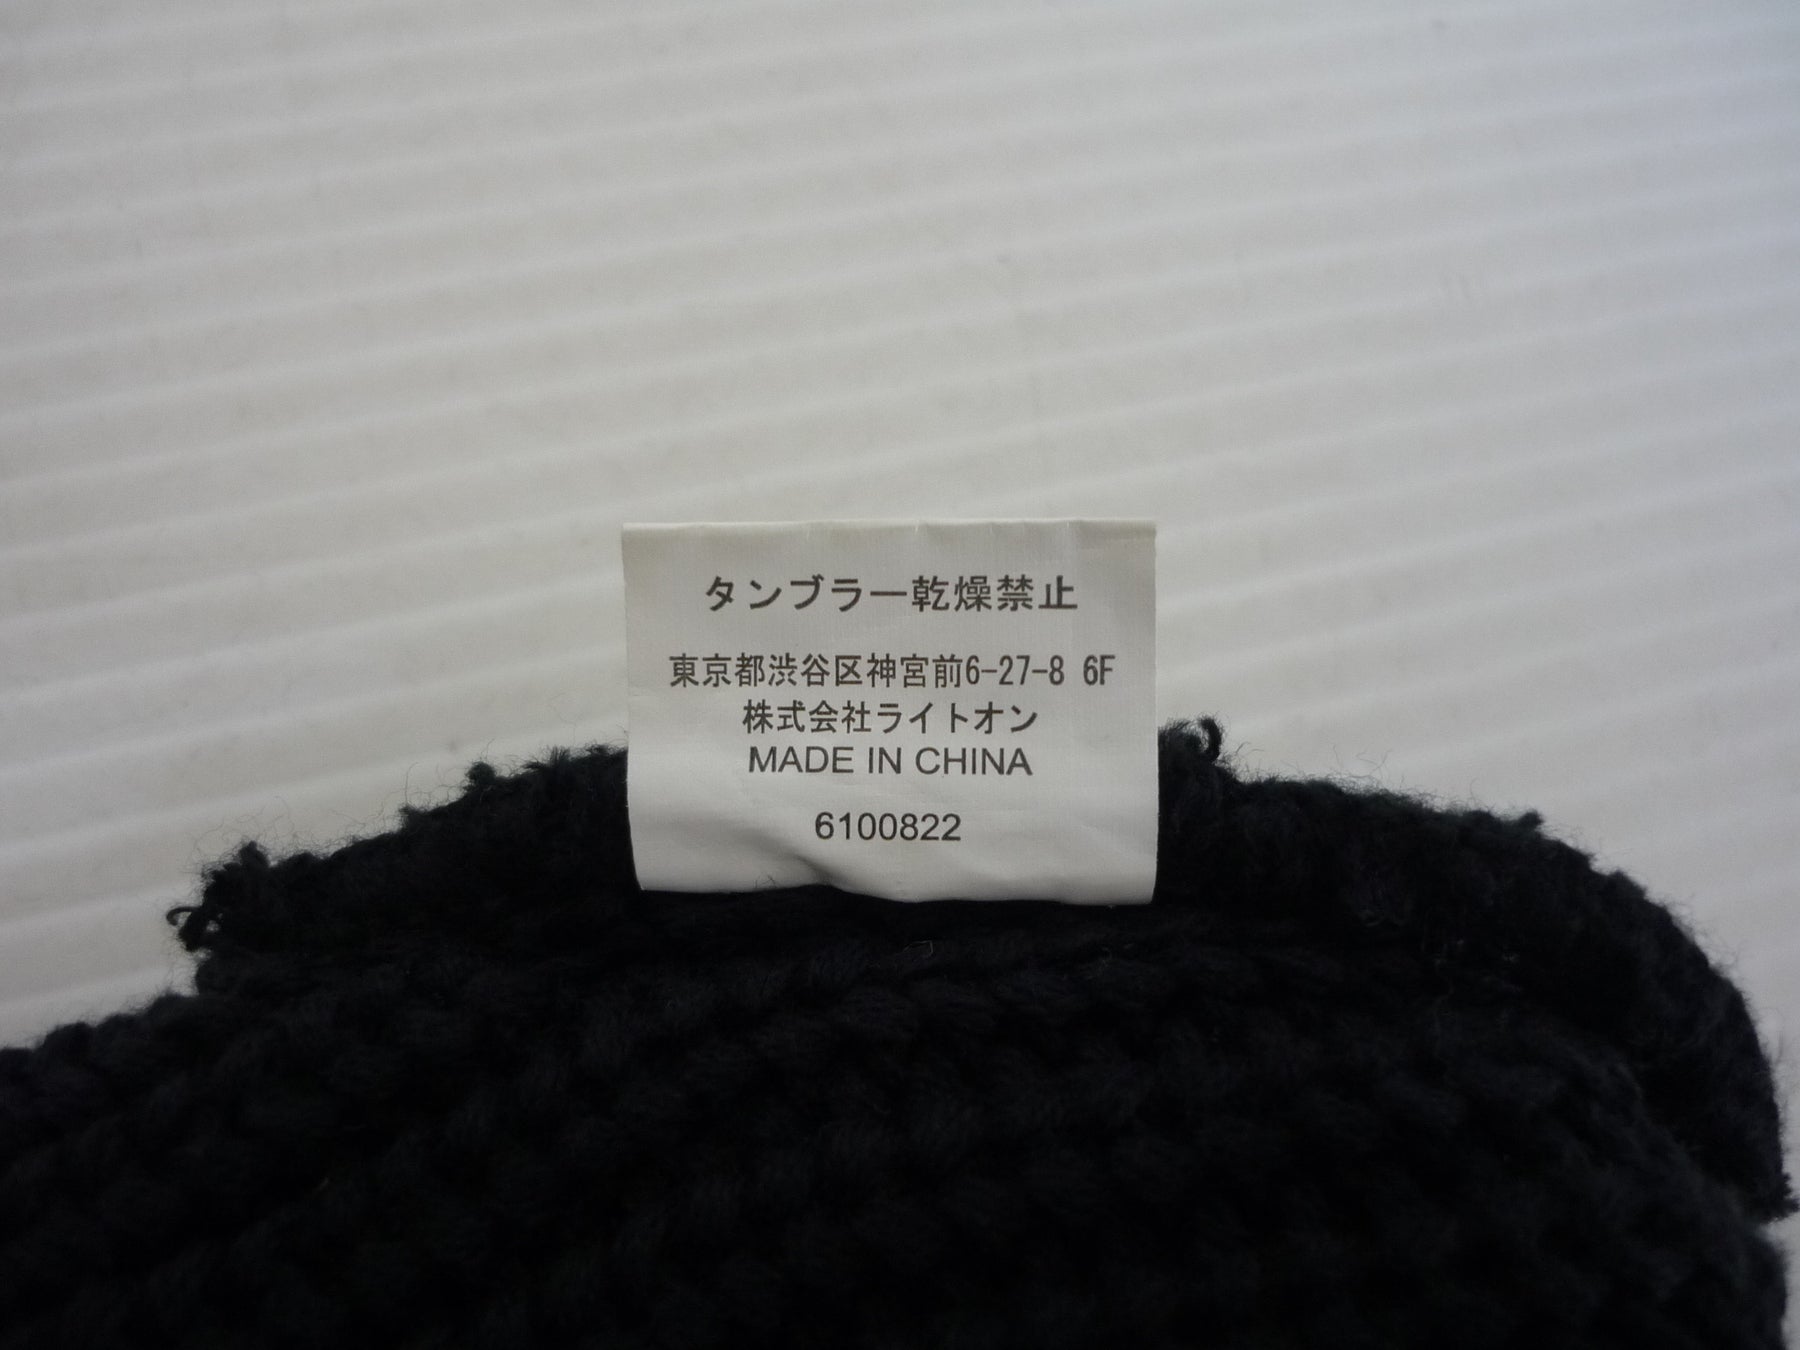 タンブラー乾燥禁止
東京都渋谷区神宮前6-27-8 6F
株式会社ライトオン
MADE IN CHINA
6100822